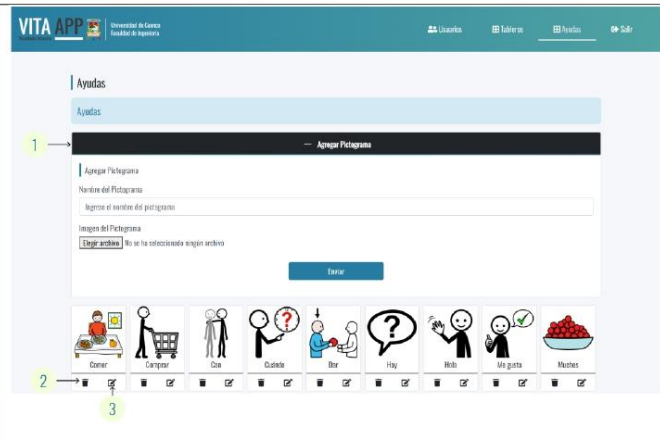 VITA APP
Universidad de Cuenca
Facultad de Ingeniería
Usuarios
Tableros
Ayudas
Salir
Ayudas
Ayudas
1
Agregar Pictograma
Agregar Pictograma
Nombre del Pictograma
Ingrese el nombre del pictograma
Imagen del Pictograma
Elegir archivo No se ha seleccionado ningún archivo
Enviar
Comer
Comprar
Con
Cuándo
Dar
Hay
Hola
Me gusta
Muchos
2
3